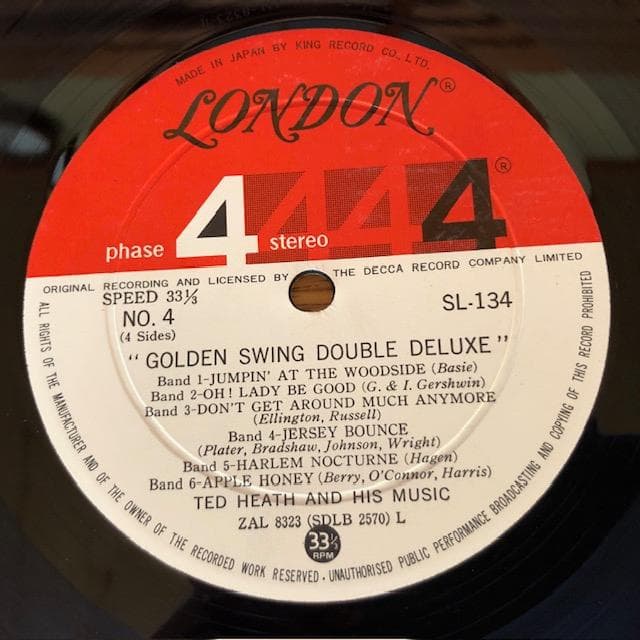 MADE IN JAPAN BY KING RECORD CO., LTD.
LONDON®
phase 4 stereo 4 4 4®
ORIGINAL RECORDING AND LICENSED BY THE DECCA RECORD COMPANY LIMITED
SPEED 33⅓
NO. 4
(4 Sides)
SL-134
"GOLDEN SWING DOUBLE DELUXE"
Band 1-JUMPIN' AT THE WOODSIDE (Basie)
Band 2-OH! LADY BE GOOD (G. & I. Gershwin)
Band 3-DON'T GET AROUND MUCH ANYMORE
(Ellington, Russell)
Band 4-JERSEY BOUNCE
(Plater, Bradshaw, Johnson, Wright)
Band 5-HARLEM NOCTURNE (Hagen)
Band 6-APPLE HONEY (Berry, O'Connor, Harris)
TED HEATH AND HIS MUSIC
ZAL 8323 (SDLB 2570) L
33⅓
RPM
ALL RIGHTS OF THE MANUFACTURER AND OF THE OWNER OF THE RECORDED WORK RESERVED · UNAUTHORISED PUBLIC PERFORMANCE BROADCASTING AND COPYING OF THIS RECORD PROHIBITED